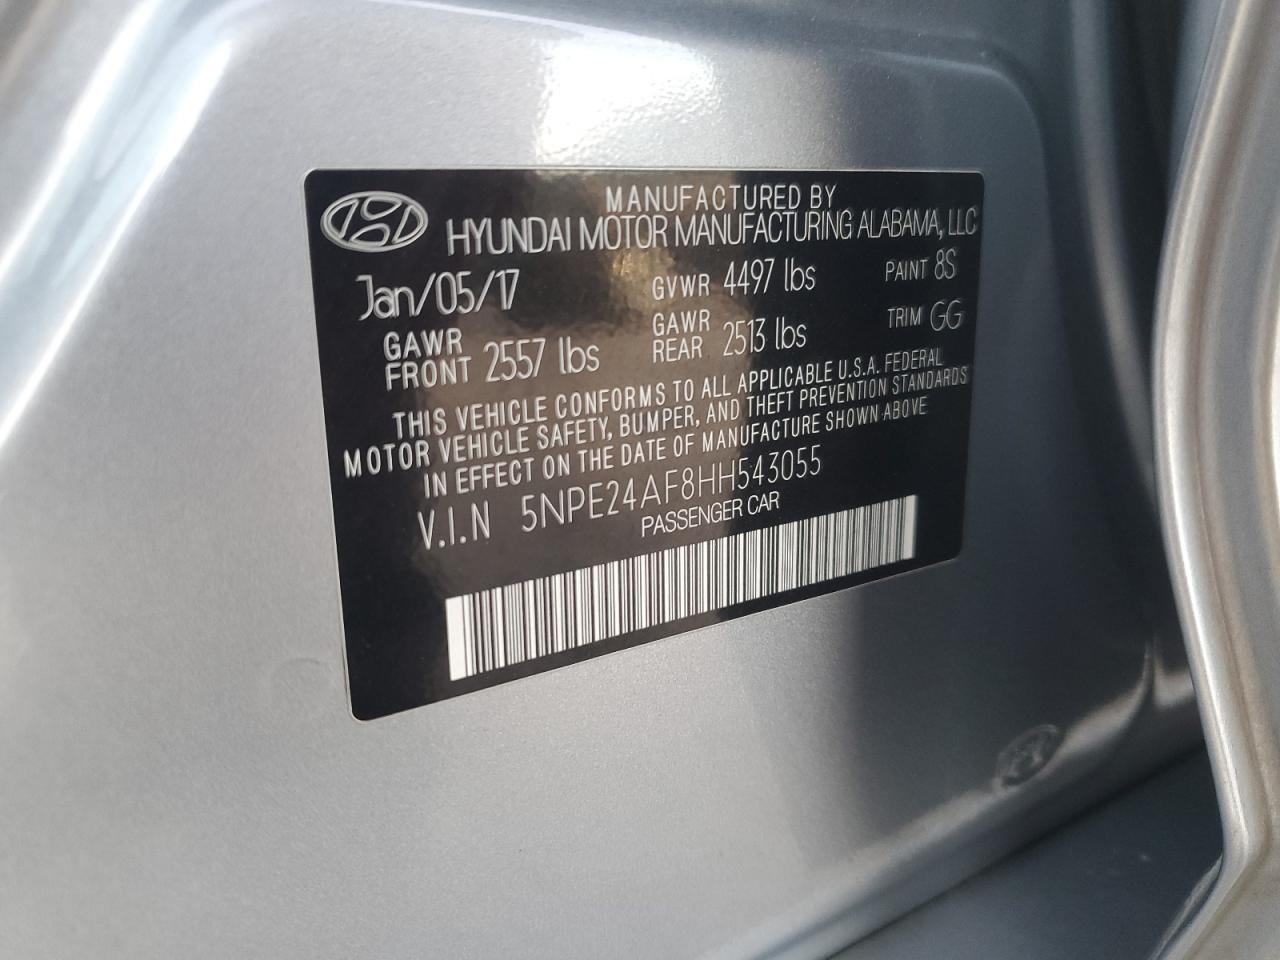 MANUFACTURED BY
HYUNDAI MOTOR MANUFACTURING ALABAMA, LLC
Jan/05/17 GVWR 4497 lbs PAINT 8S
GAWR FRONT 2557 lbs GAWR REAR 2513 lbs TRIM GG
THIS VEHICLE CONFORMS TO ALL APPLICABLE U.S.A. FEDERAL
MOTOR VEHICLE SAFETY, BUMPER, AND THEFT PREVENTION STANDARDS
IN EFFECT ON THE DATE OF MANUFACTURE SHOWN ABOVE
V.I.N 5NPE24AF8HH543055
PASSENGER CAR